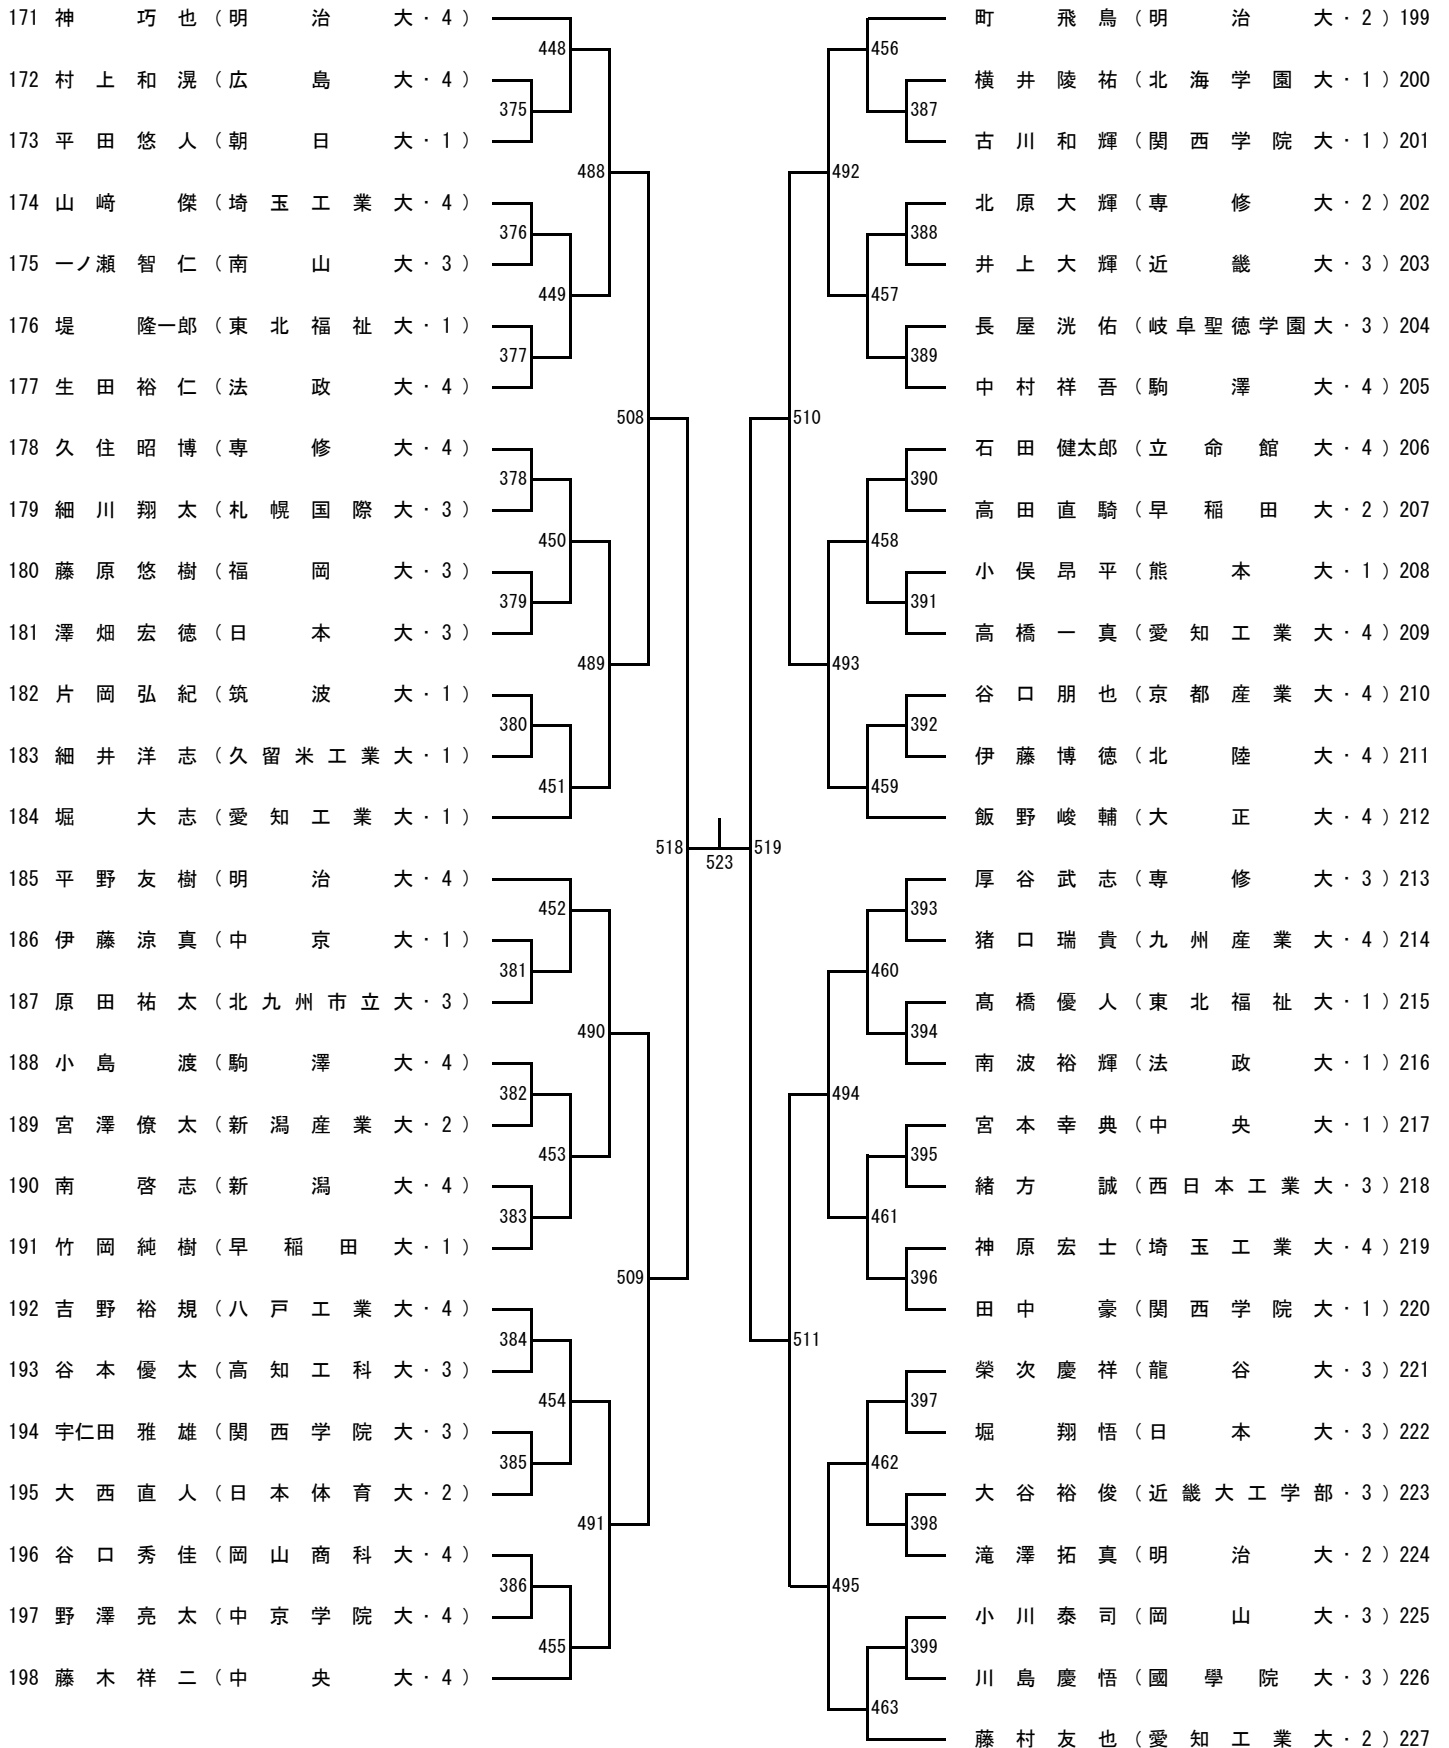 171 神 巧 也 ( 明 治 大・4 )
448
172 村 上 和 滉 ( 広 島 大・4 )
375
173 平 田 悠 人 ( 朝 日 大・1 )
488
174 山 﨑 傑 ( 埼 玉 工 業 大・4 )
376
175 一ノ瀬 智 仁 ( 南 山 大・3 )
449
176 堤 隆一郎 ( 東 北 福 祉 大・1 )
377
177 生 田 裕 仁 ( 法 政 大・4 )
508
178 久 住 昭 博 ( 専 修 大・4 )
378
179 細 川 翔 太 ( 札 幌 国 際 大・3 )
450
180 藤 原 悠 樹 ( 福 岡 大・3 )
379
181 澤 畑 宏 徳 ( 日 本 大・3 )
489
182 片 岡 弘 紀 ( 筑 波 大・1 )
380
183 細 井 洋 志 ( 久 留 米 工 業 大・1 )
451
184 堀 大 志 ( 愛 知 工 業 大・1 )
518
185 平 野 友 樹 ( 明 治 大・4 )
452
186 伊 藤 涼 真 ( 中 京 大・1 )
381
187 原 田 祐 太 ( 北 九 州 市 立 大・3 )
490
188 小 島 渡 ( 駒 澤 大・4 )
382
189 宮 澤 僚 太 ( 新 潟 産 業 大・2 )
453
190 南 啓 志 ( 新 潟 大・4 )
383
191 竹 岡 純 樹 ( 早 稲 田 大・1 )
509
192 吉 野 裕 規 ( 八 戸 工 業 大・4 )
384
193 谷 本 優 太 ( 高 知 工 科 大・3 )
454
194 宇仁田 雅 雄 ( 関 西 学 院 大・3 )
385
195 大 西 直 人 ( 日 本 体 育 大・2 )
491
196 谷 口 秀 佳 ( 岡 山 商 科 大・4 )
386
197 野 澤 亮 太 ( 中 京 学 院 大・4 )
455
198 藤 木 祥 二 ( 中 央 大・4 )
523
町 飛 鳥 ( 明 治 大・2 ) 199
456
横 井 陵 祐 ( 北 海 学 園 大・1 ) 200
387
古 川 和 輝 ( 関 西 学 院 大・1 ) 201
492
北 原 大 輝 ( 専 修 大・2 ) 202
388
井 上 大 輝 ( 近 畿 大・3 ) 203
457
長 屋 洸 佑 ( 岐 阜 聖 徳 学 園 大・3 ) 204
389
中 村 祥 吾 ( 駒 澤 大・4 ) 205
510
石 田 健太郎 ( 立 命 館 大・4 ) 206
390
高 田 直 騎 ( 早 稲 田 大・2 ) 207
458
小 俣 昂 平 ( 熊 本 大・1 ) 208
391
高 橋 一 真 ( 愛 知 工 業 大・4 ) 209
493
谷 口 朋 也 ( 京 都 産 業 大・4 ) 210
392
伊 藤 博 徳 ( 北 陸 大・4 ) 211
459
飯 野 峻 輔 ( 大 正 大・4 ) 212
519
厚 谷 武 志 ( 専 修 大・3 ) 213
393
猪 口 瑞 貴 ( 九 州 産 業 大・4 ) 214
460
髙 橋 優 人 ( 東 北 福 祉 大・1 ) 215
394
南 波 裕 輝 ( 法 政 大・1 ) 216
494
宮 本 幸 典 ( 中 央 大・1 ) 217
395
緒 方 誠 ( 西 日 本 工 業 大・3 ) 218
461
神 原 宏 士 ( 埼 玉 工 業 大・4 ) 219
396
田 中 豪 ( 関 西 学 院 大・1 ) 220
511
榮 次 慶 祥 ( 龍 谷 大・3 ) 221
397
堀 翔 悟 ( 日 本 大・3 ) 222
462
大 谷 裕 俊 ( 近 畿 大 工 学 部・3 ) 223
398
滝 澤 拓 真 ( 明 治 大・2 ) 224
495
小 川 泰 司 ( 岡 山 大・3 ) 225
399
川 島 慶 悟 ( 國 學 院 大・3 ) 226
463
藤 村 友 也 ( 愛 知 工 業 大・2 ) 227